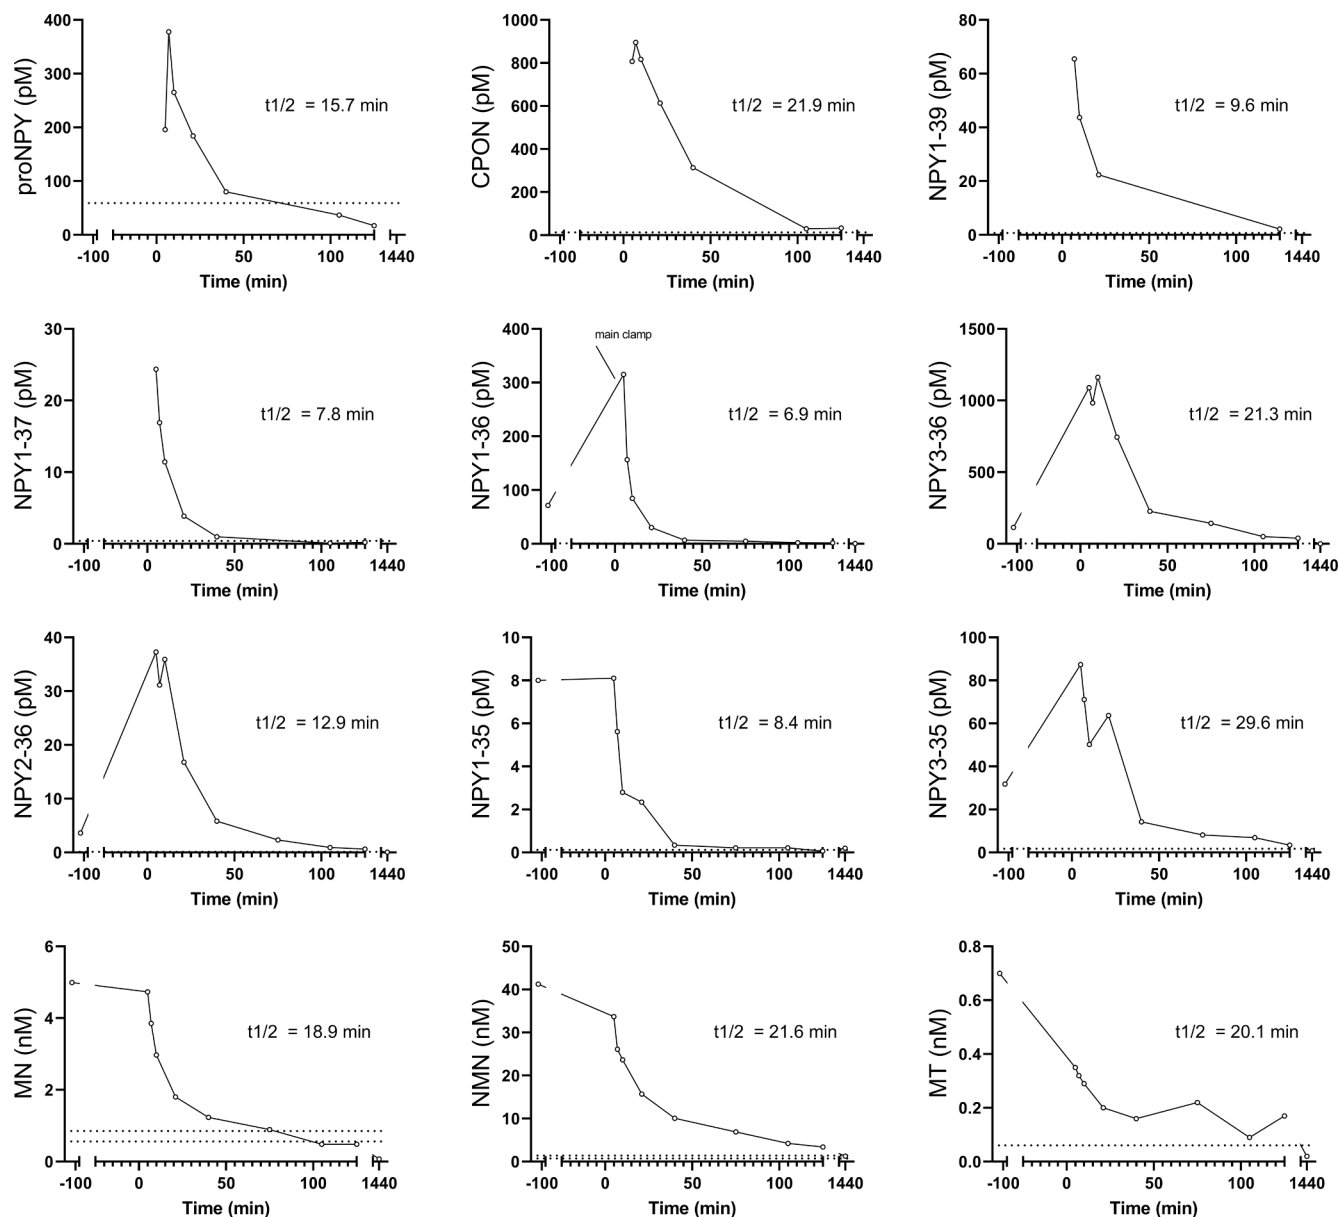 400
300
200
100
0
proNPY (pM)
t1/2 = 15.7 min
-100 0 50 100 1440
Time (min)
1000
800
600
400
200
0
CPON (pM)
t1/2 = 21.9 min
-100 0 50 100 1440
Time (min)
80
60
40
20
0
NPY1-39 (pM)
t1/2 = 9.6 min
-100 0 50 100 1440
Time (min)
30
20
10
0
NPY1-37 (pM)
t1/2 = 7.8 min
-100 0 50 100 1440
Time (min)
400
300
200
100
0
NPY1-36 (pM)
main clamp
t1/2 = 6.9 min
-100 0 50 100 1440
Time (min)
1500
1000
500
0
NPY3-36 (pM)
t1/2 = 21.3 min
-100 0 50 100 1440
Time (min)
40
30
20
10
0
NPY2-36 (pM)
t1/2 = 12.9 min
-100 0 50 100 1440
Time (min)
10
8
6
4
2
0
NPY1-35 (pM)
t1/2 = 8.4 min
-100 0 50 100 1440
Time (min)
100
80
60
40
20
0
NPY3-35 (pM)
t1/2 = 29.6 min
-100 0 50 100 1440
Time (min)
6
4
2
0
MN (nM)
t1/2 = 18.9 min
-100 0 50 100 1440
Time (min)
50
40
30
20
10
0
NMN (nM)
t1/2 = 21.6 min
-100 0 50 100 1440
Time (min)
0.8
0.6
0.4
0.2
0.0
MT (nM)
t1/2 = 20.1 min
-100 0 50 100 1440
Time (min)